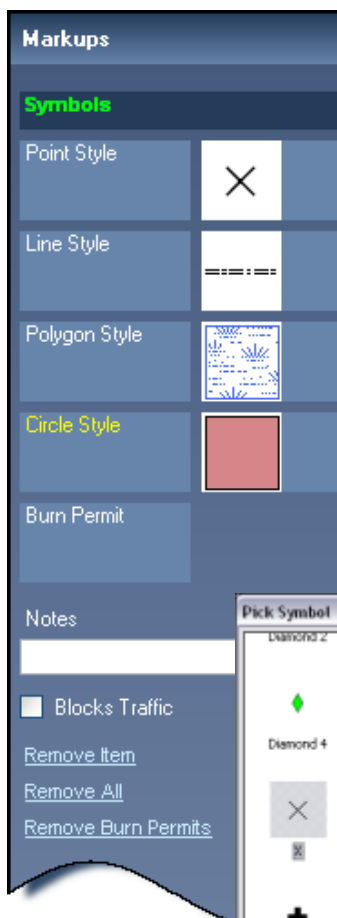 Markups
Symbols
Point Style
Line Style
Polygon Style
Circle Style
Burn Permit
Notes
Blocks Traffic
Remove Item
Remove All
Remove Burn Permits
Pick Symbol
Diamond 2
Diamond 4
X